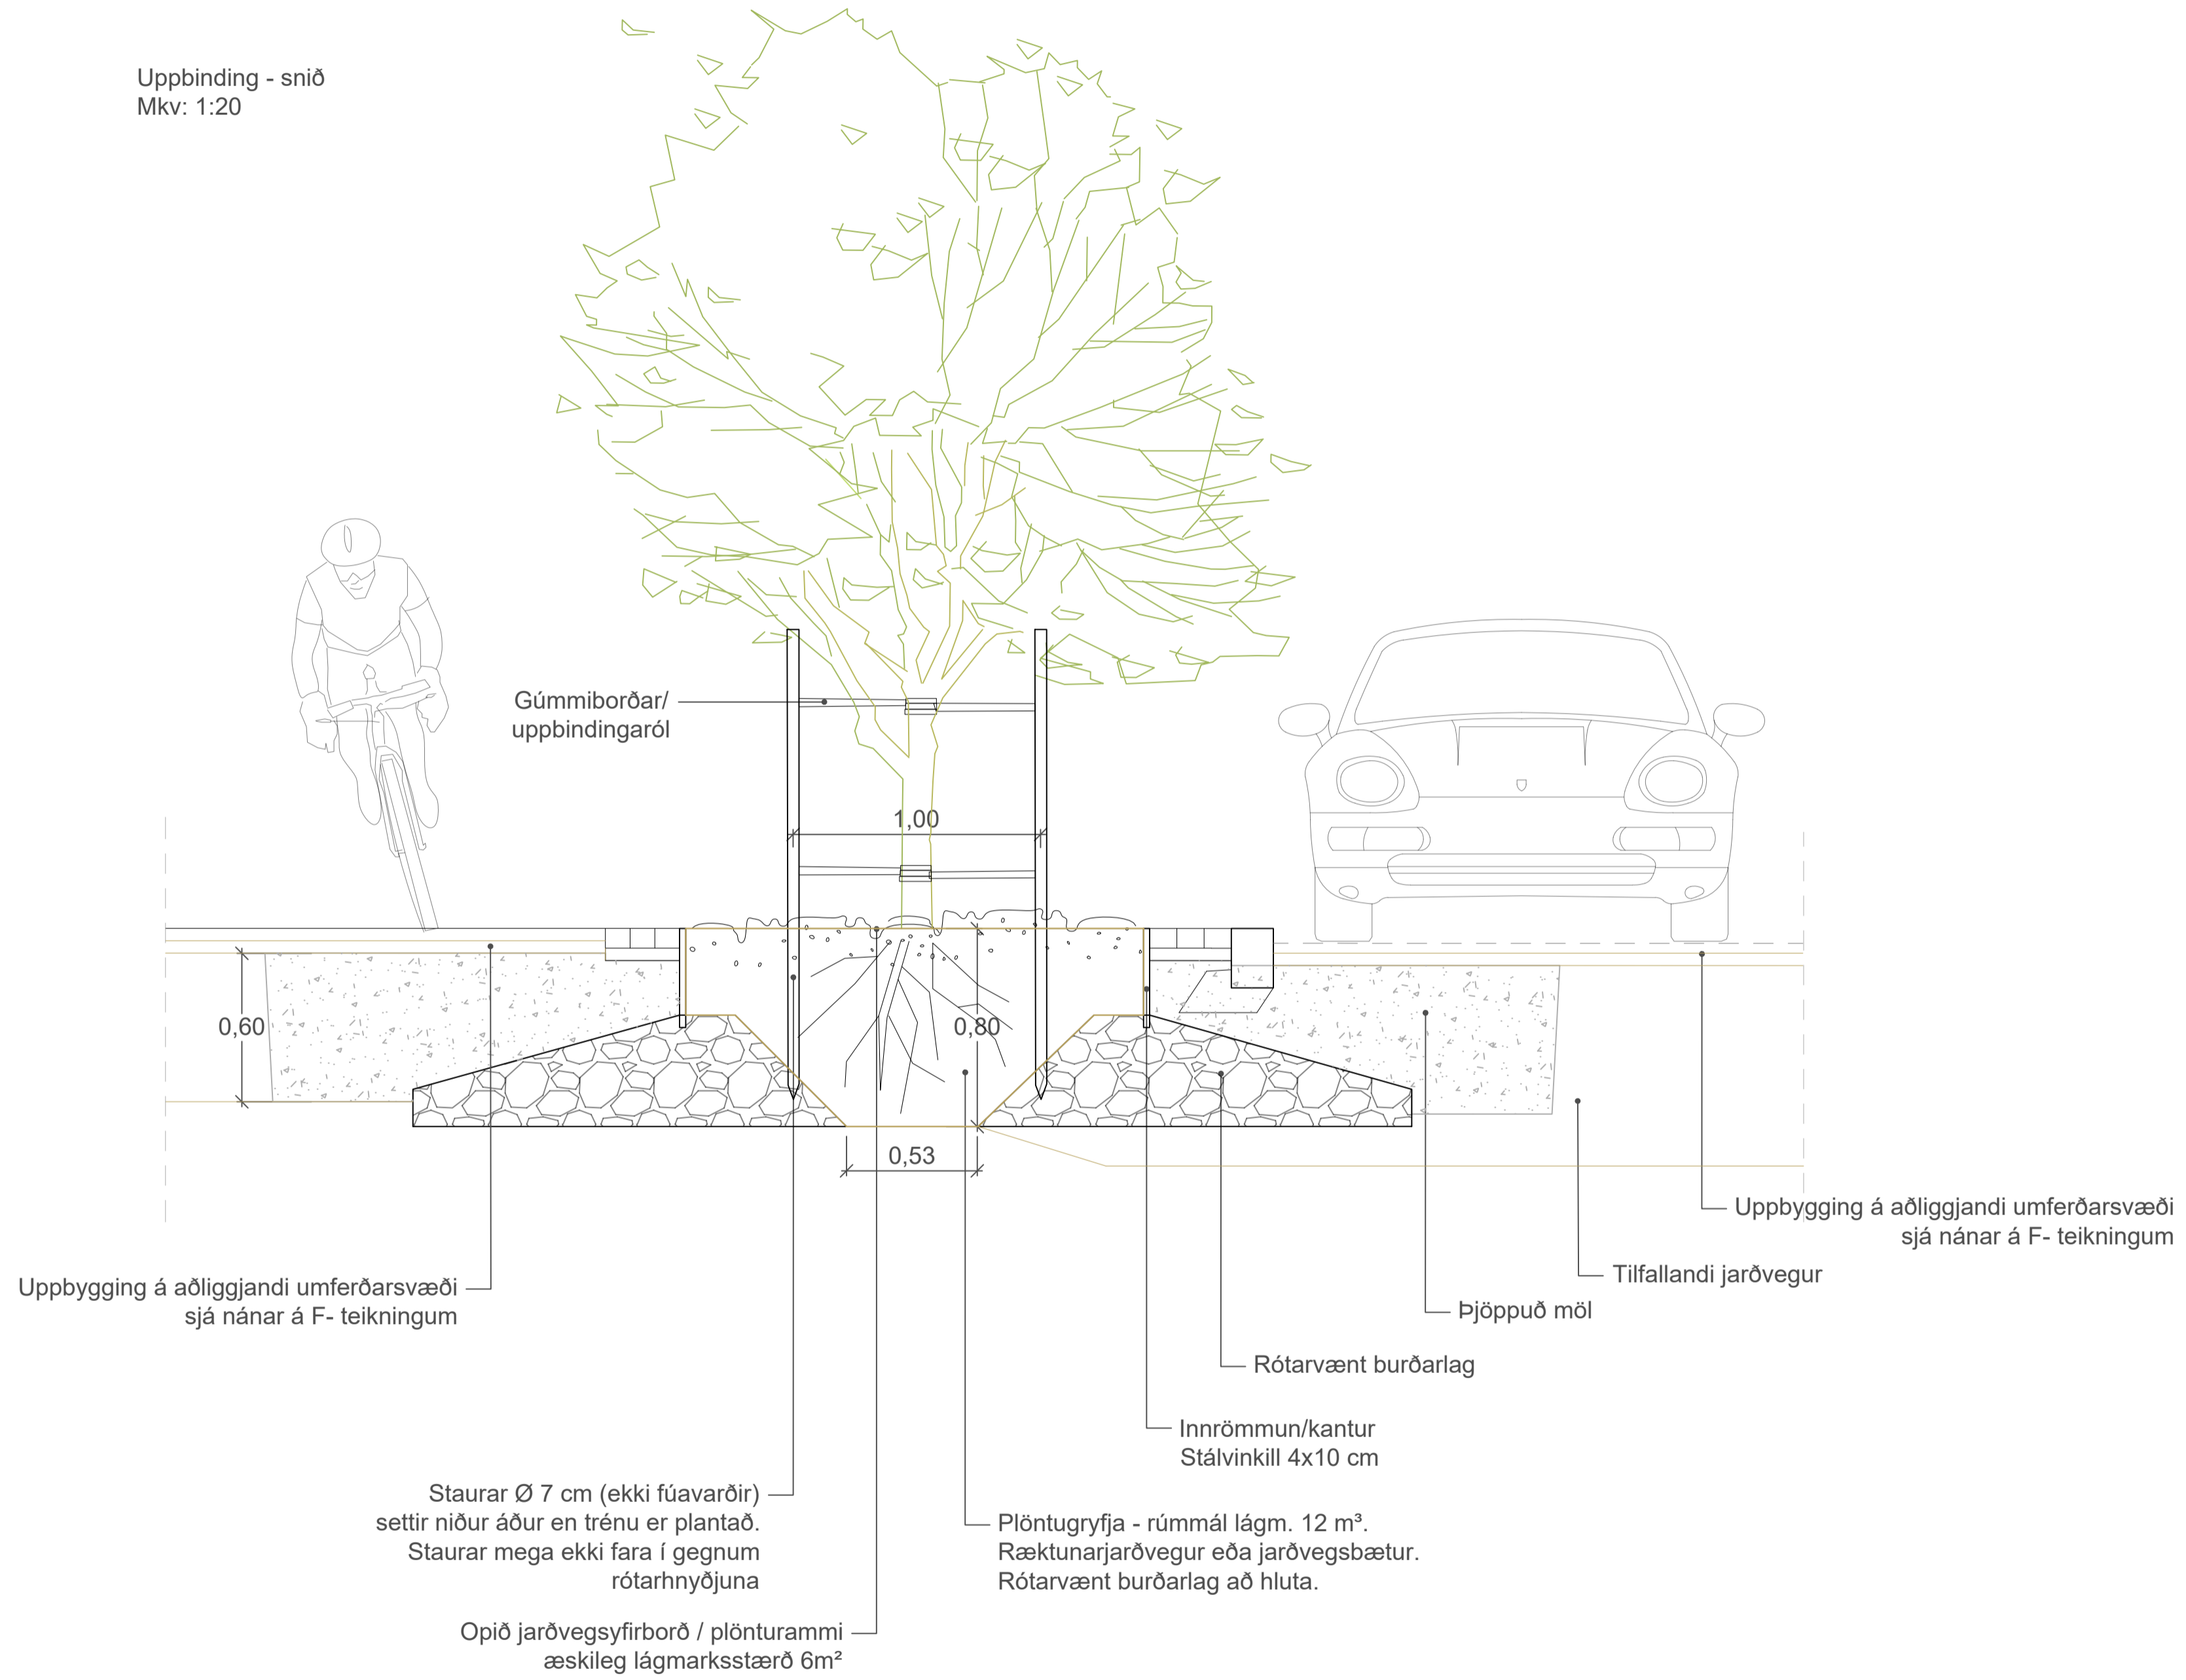 Uppbinding - snið
Mkv: 1:20
Gúmmiborðar/
uppbindingaról
1,00
0,60
0,80
0,53
Uppbygging á aðliggjandi umferðarsvæði
sjá nánar á F- teikningum
Uppbygging á aðliggjandi umferðarsvæði
sjá nánar á F- teikningum
Tilfallandi jarðvegur
Þjöppuð möl
Rótarvænt burðarlag
Innrömmun/kantur
Stálvinkill 4x10 cm
Staurar Ø 7 cm (ekki fúavarðir)
settir niður áður en trénu er plantað.
Staurar mega ekki fara í gegnum
rótarhnyðjuna
Plöntugryfja - rúmmál lágm. 12 m³.
Ræktunarjarðvegur eða jarðvegsbætur.
Rótarvænt burðarlag að hluta.
Opið jarðvegsyfirborð / plönturammi
æskileg lágmarksstærð 6m²